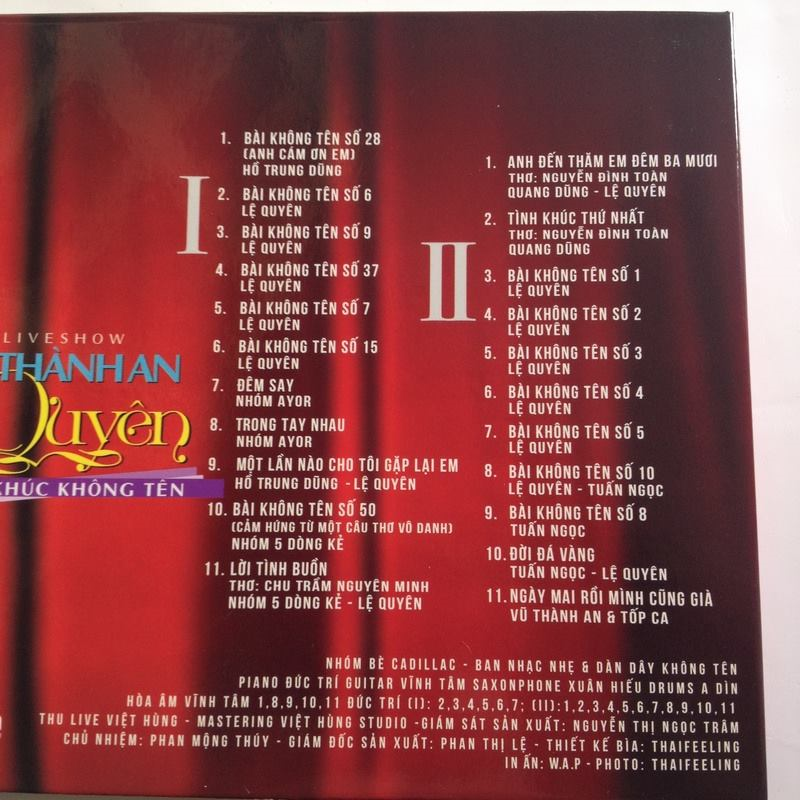 LIVESHOW
THÀNH AN
Quyên
KHÚC KHÔNG TÊN
I
1. BÀI KHÔNG TÊN SỐ 28
(ANH CÁM ƠN EM)
HỒ TRUNG DŨNG
2. BÀI KHÔNG TÊN SỐ 6
LỆ QUYÊN
3. BÀI KHÔNG TÊN SỐ 9
LỆ QUYÊN
4. BÀI KHÔNG TÊN SỐ 37
LỆ QUYÊN
5. BÀI KHÔNG TÊN SỐ 7
LỆ QUYÊN
6. BÀI KHÔNG TÊN SỐ 15
LỆ QUYÊN
7. ĐÊM SAY
NHÓM AYOR
8. TRONG TAY NHAU
NHÓM AYOR
9. MỘT LẦN NÀO CHO TÔI GẶP LẠI EM
HỒ TRUNG DŨNG -LỆ QUYÊN
10. BÀI KHÔNG TÊN SỐ 50
(CẢM HỨNG TỪ MỘT CÂU THƠ VÔ DANH)
NHÓM 5 DÒNG KẺ
11. LỜI TÌNH BUỒN
THƠ: CHU TRẦM NGUYÊN MINH
NHÓM 5 DÒNG KẺ - LỆ QUYÊN
II
1. ANH ĐẾN THĂM EM ĐÊM BA MƯƠI
THƠ: NGUYỄN ĐÌNH TOÀN
QUANG DŨNG - LỆ QUYÊN
2. TÌNH KHÚC THỨ NHẤT
THƠ: NGUYỄN ĐÌNH TOÀN
QUANG DŨNG
3. BÀI KHÔNG TÊN SỐ 1
LỆ QUYÊN
4. BÀI KHÔNG TÊN SỐ 2
LỆ QUYÊN
5. BÀI KHÔNG TÊN SỐ 3
LỆ QUYÊN
6. BÀI KHÔNG TÊN SỐ 4
LỆ QUYÊN
7. BÀI KHÔNG TÊN SỐ 5
LỆ QUYÊN
8. BÀI KHÔNG TÊN SỐ 10
LỆ QUYÊN - TUẤN NGỌC
9. BÀI KHÔNG TÊN SỐ 8
TUẤN NGỌC
10. ĐỜI ĐÁ VÀNG
TUẤN NGỌC - LỆ QUYÊN
11. NGÀY MAI RỒI MÌNH CŨNG GIÀ
VŨ THÀNH AN & TỐP CA
NHÓM BÈ CADILLAC - BAN NHẠC NHẸ & DÀN DÂY KHÔNG TÊN
PIANO ĐỨC TRÍ GUITAR VĨNH TÂM SAXONPHONE XUÂN HIẾU DRUMS A DÌN
HÒA ÂM VĨNH TÂM 1,8,9,10,11 ĐỨC TRÍ (I): 2,3,4,5,6,7; (II):1,2,3,4,5,6,7,8,9,10,11
THU LIVE VIỆT HÙNG - MASTERING VIỆT HÙNG STUDIO -GIÁM SÁT SẢN XUẤT: NGUYỄN THỊ NGỌC TRÂM
CHỦ NHIỆM: PHAN MỘNG THÚY - GIÁM ĐỐC SẢN XUẤT: PHAN THỊ LỆ - THIẾT KẾ BÌA: THAIFEELING
IN ẤN: W.A.P - PHOTO: THAIFEELING